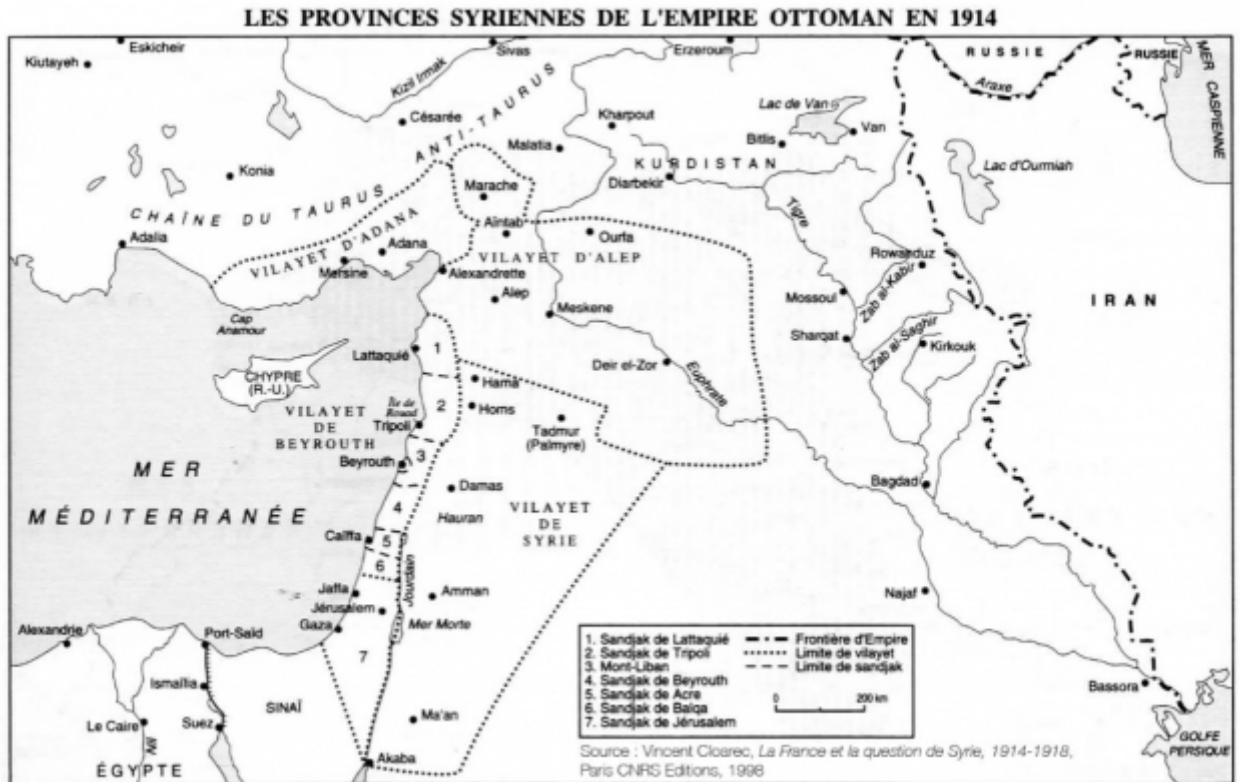 LES PROVINCES SYRIENNES DE L'EMPIRE OTTOMAN EN 1914
Eskicheir
Kiutayeh
Sivas
Erzeroum
RUSSIE
RUSSIE
Araxe
MER CASPIENNE
Kizil Irmak
Césarée
ANTI-TAURUS
Kharpout
Lac de Van
Van
Bitlis
Malatia
KURDISTAN
Konia
Marache
Diarbekir
Lac d'Ourmiah
CHAÎNE DU TAURUS
Tigre
Adalia
VILAYET D'ADANA
Adana
Mersine
Aïntab
Ourfa
VILAYET D'ALEP
Alexandrette
Rowanduz
Alep
Meskene
Mossoul
Zab al-Kabir
IRAN
Cap
Anamour
Sharqat
Zab al-Saghir
Kirkouk
Lattaquié
1
CHYPRE
(R.-U.)
Deir el-Zor
Euphrate
Hama
Île de
Rouad
2
Homs
VILAYET
DE
BEYROUTH
Tripoli
Tadmur
(Palmyre)
Beyrouth
3
MER
MÉDITERRANÉE
Bagdad
Damas
4
Hauran
VILAYET
DE
SYRIE
Caïffa
5
6
Jourdain
Jaffa
Amman
Najaf
Jérusalem
Gaza
Mer Morte
Alexandrie
Port-Saïd
7
Ismaïlia
SINAÏ
Le Caire
Suez
Ma'an
Nil
ÉGYPTE
Akaba
Bassora
GOLFE
PERSIQUE
1. Sandjak de Lattaquié
2. Sandjak de Tripoli
3. Mont-Liban
4. Sandjak de Beyrouth
5. Sandjak de Acre
6. Sandjak de Balqa
7. Sandjak de Jérusalem
Frontière d'Empire
Limite de vilayet
Limite de sandjak
0 200 km
Source : Vincent Cloarec, La France et la question de Syrie, 1914-1918,
Paris CNRS Editions, 1998